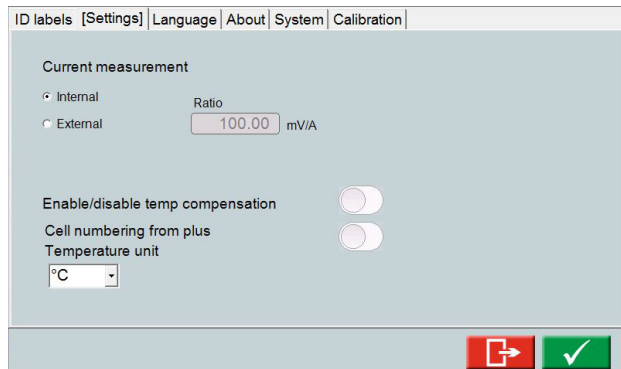 ID labels [Settings] Language About System Calibration
Current measurement
Internal
Ratio
External
100.00 mV/A
Enable/disable temp compensation
Cell numbering from plus
Temperature unit
°C